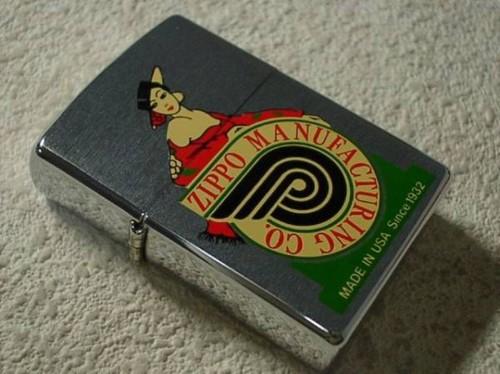 ZIPPO MANUFACTURING CO.
MADE IN USA Since 1932